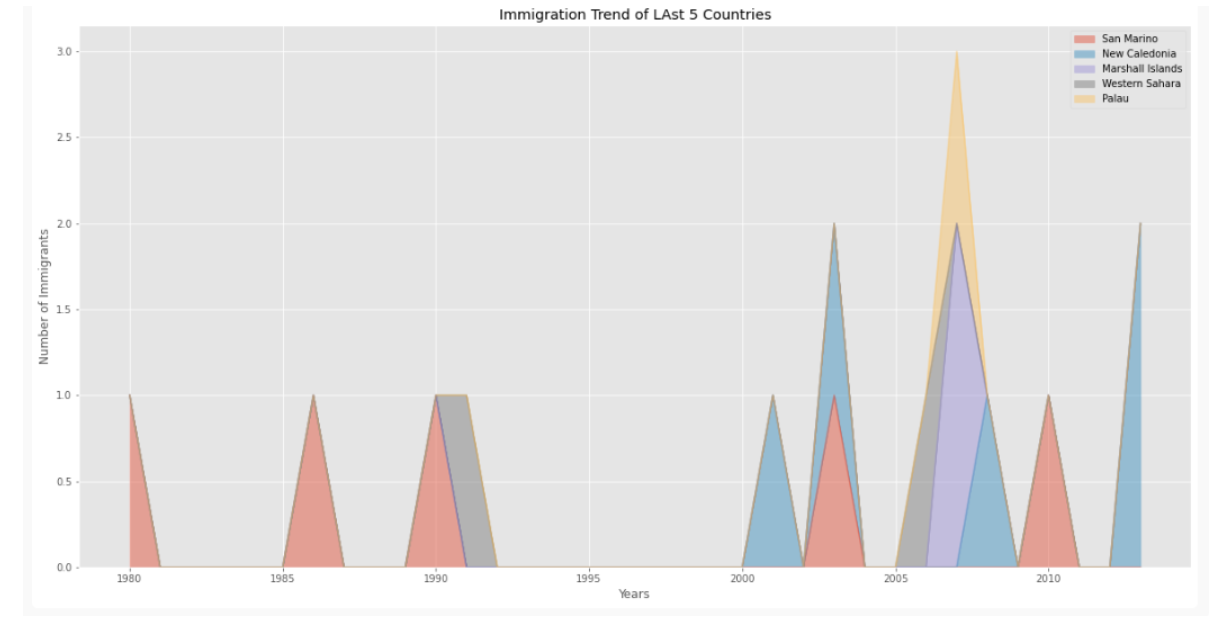 Immigration Trend of LAst 5 Countries
San Marino
New Caledonia
Marshall Islands
Western Sahara
Palau
3.0
2.5
2.0
1.5
1.0
0.5
0.0
Number of Immigrants
1980
1985
1990
1995
2000
2005
2010
Years